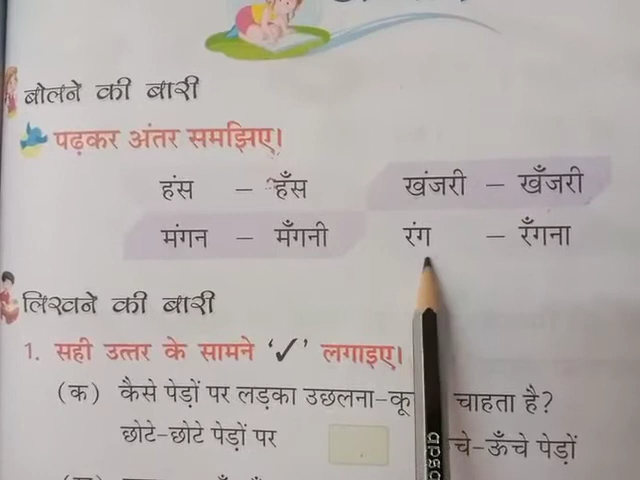 बोलने की बारी
पढ़कर अंतर समझिए।
हंस – हँस खंजरी – खँजरी
मंगन – मँगनी रंग – रँगना
लिखने की बारी
1. सही उत्तर के सामने ‘✓’ लगाइए।
(क) कैसे पेड़ों पर लड़का उछलना-कू चाहता है?
छोटे-छोटे पेड़ों पर चे-ऊँचे पेड़ों